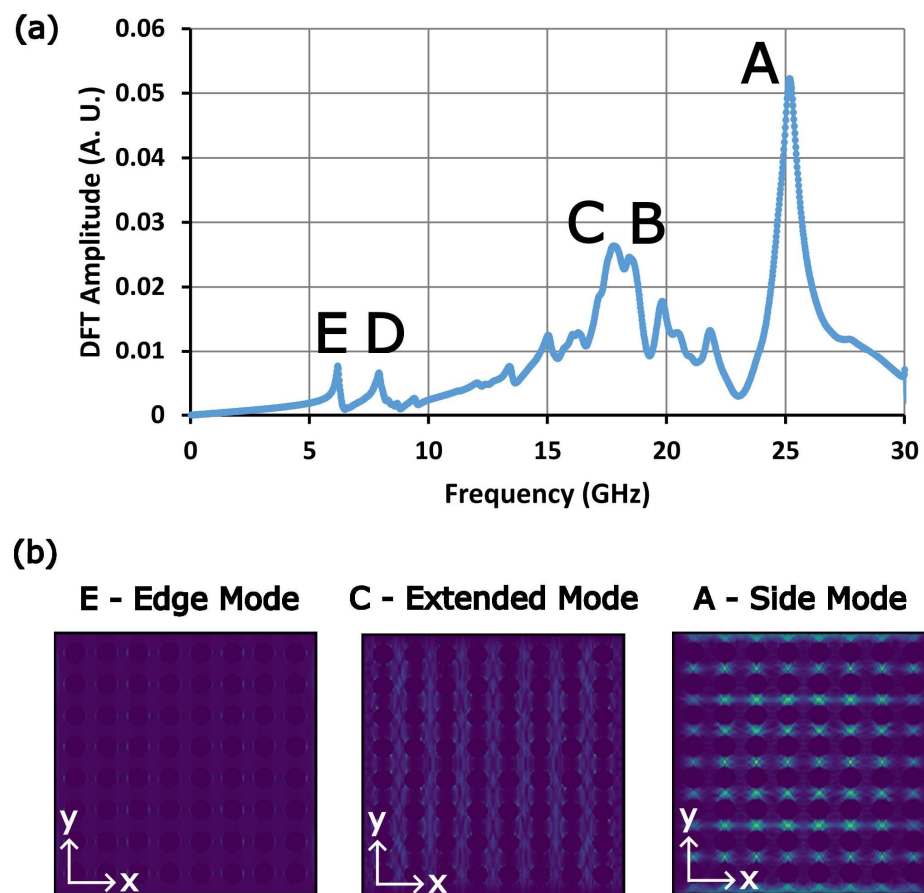 (a)
0.06
0.05
0.04
0.03
0.02
0.01
0
DFT Amplitude (A. U.)
A
C B
E D
0 5 10 15 20 25 30
Frequency (GHz)
(b)
E - Edge Mode C - Extended Mode A - Side Mode
y y y
x x x